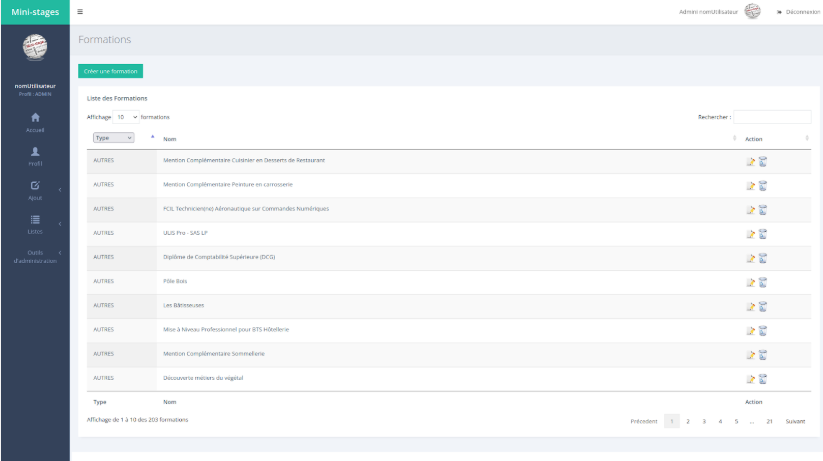 Mini-stages
Admin nomUtilisateur
Déconnexion
Formations
nomUtilisateur
Profil : ADMIN
Accueil
Profil
Ajout
Listes
Outils
d'administration
Créer une formation
Liste des Formations
Affichage 10 formations
Rechercher :
Type Nom Action
AUTRES Mention Complémentaire Cuisinier en Desserts de Restaurant
AUTRES Mention Complémentaire Peinture en carrosserie
AUTRES FCIL Technicien(ne) Aéronautique sur Commandes Numériques
AUTRES ULIS Pro - SAS LP
AUTRES Diplôme de Comptabilité Supérieure (DCG)
AUTRES Pôle Bois
AUTRES Les Bâtisseuses
AUTRES Mise à Niveau Professionnel pour BTS Hôtellerie
AUTRES Mention Complémentaire Sommellerie
AUTRES Découverte métiers du végétal
Type Nom Action
Affichage de 1 à 10 des 203 formations
Précédent 1 2 3 4 5 ... 21 Suivant